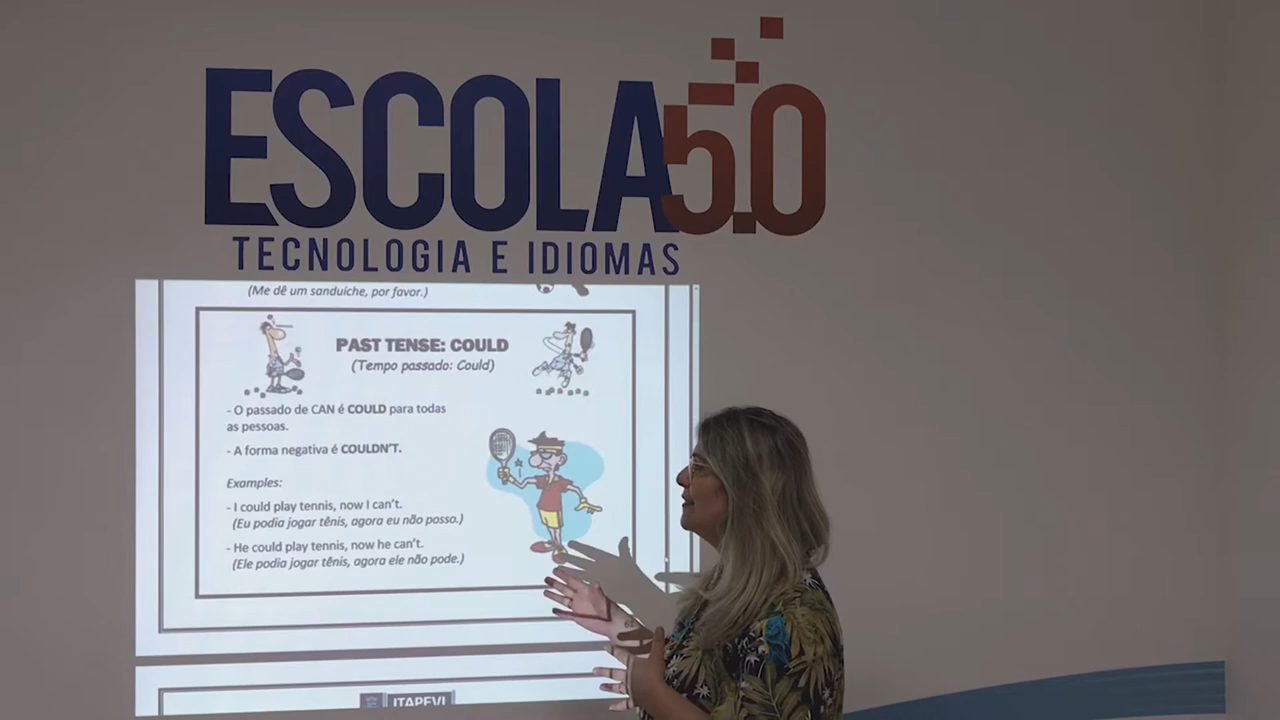 ESCOLA 5.0
TECNOLOGIA E IDIOMAS
(Me dê um sanduíche, por favor.)
PAST TENSE: COULD
(Tempo passado: Could)
- O passado de CAN é COULD para todas
as pessoas.
- A forma negativa é COULDN'T.
Examples:
- I could play tennis, now I can't.
(Eu podia jogar tênis, agora eu não posso.)
- He could play tennis, now he can't.
(Ele podia jogar tênis, agora ele não pode.)
ITAPEVI